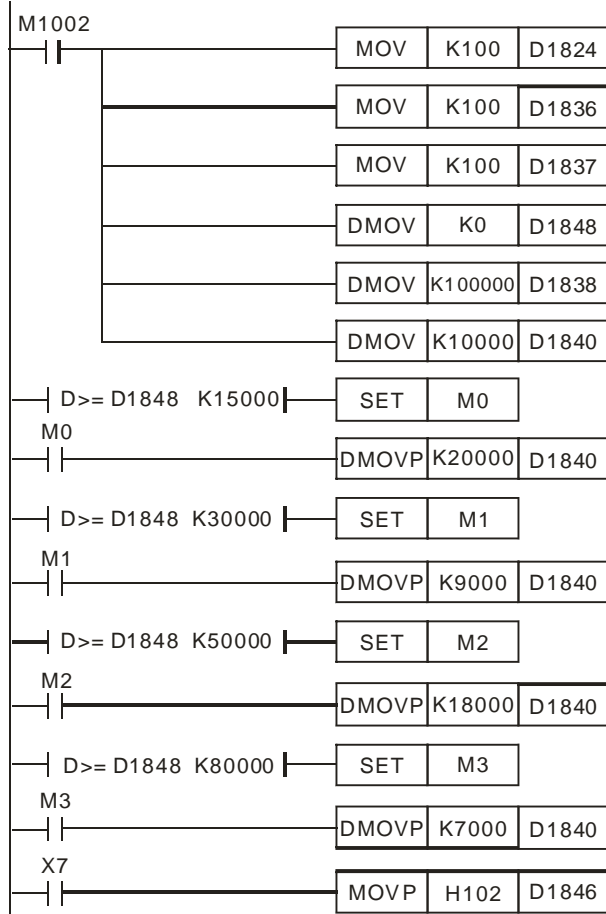 M1002
MOV K100 D1824
MOV K100 D1836
MOV K100 D1837
DMOV K0 D1848
DMOV K100000 D1838
DMOV K10000 D1840
D>= D1848 K15000 SET M0
M0
DMOVP K20000 D1840
D>= D1848 K30000 SET M1
M1
DMOVP K9000 D1840
D>= D1848 K50000 SET M2
M2
DMOVP K18000 D1840
D>= D1848 K80000 SET M3
M3
DMOVP K7000 D1840
X7
MOVP H102 D1846